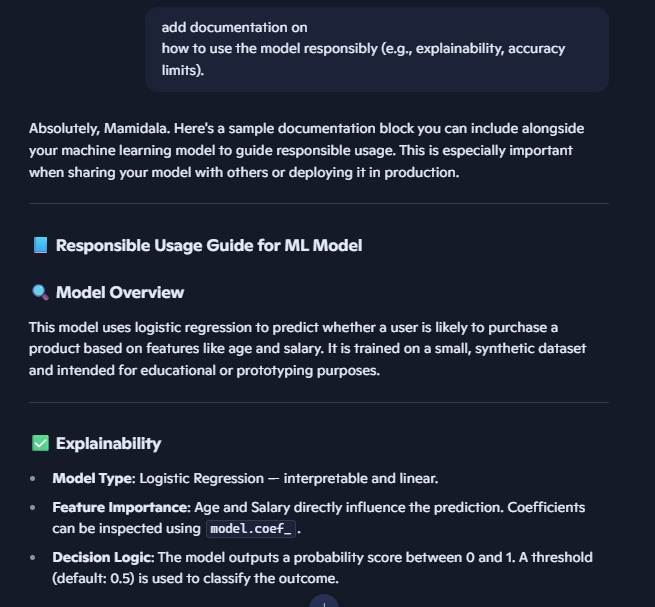 add documentation on
how to use the model responsibly (e.g., explainability, accuracy
limits).
Absolutely, Mamidala. Here's a sample documentation block you can include alongside
your machine learning model to guide responsible usage. This is especially important
when sharing your model with others or deploying it in production.
Responsible Usage Guide for ML Model
Model Overview
This model uses logistic regression to predict whether a user is likely to purchase a
product based on features like age and salary. It is trained on a small, synthetic dataset
and intended for educational or prototyping purposes.
Explainability
• Model Type: Logistic Regression — interpretable and linear.
• Feature Importance: Age and Salary directly influence the prediction. Coefficients
can be inspected using model.coef_.
• Decision Logic: The model outputs a probability score between 0 and 1. A threshold
(default: 0.5) is used to classify the outcome.